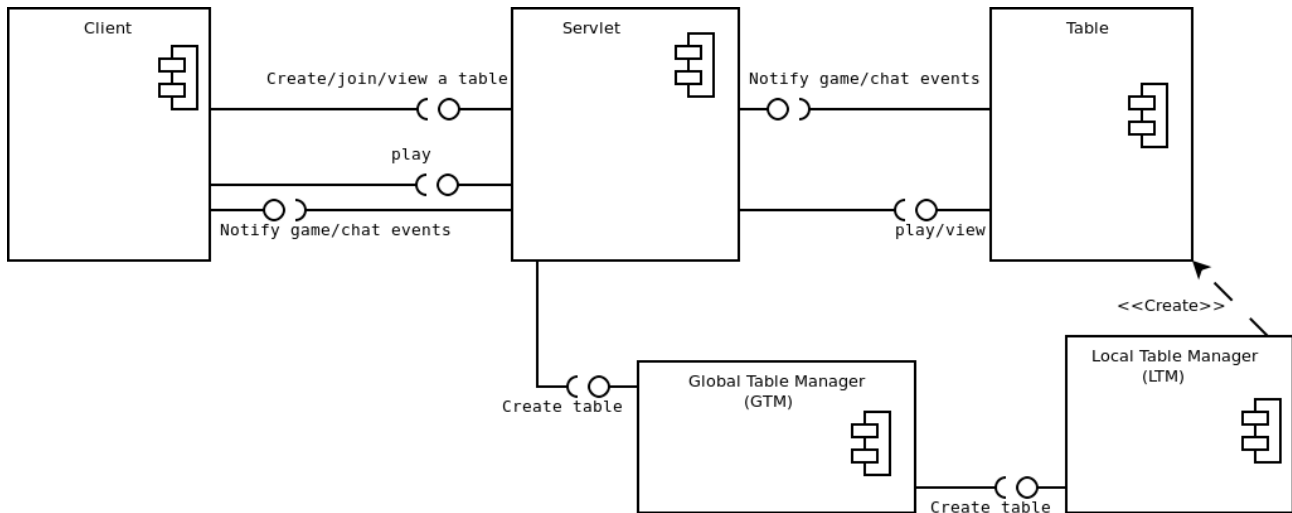 Client
Servlet
Table
Create/join/view a table
Notify game/chat events
play
Notify game/chat events
play/view
<<Create>>
Local Table Manager
(LTM)
Global Table Manager
(GTM)
Create table
Create table